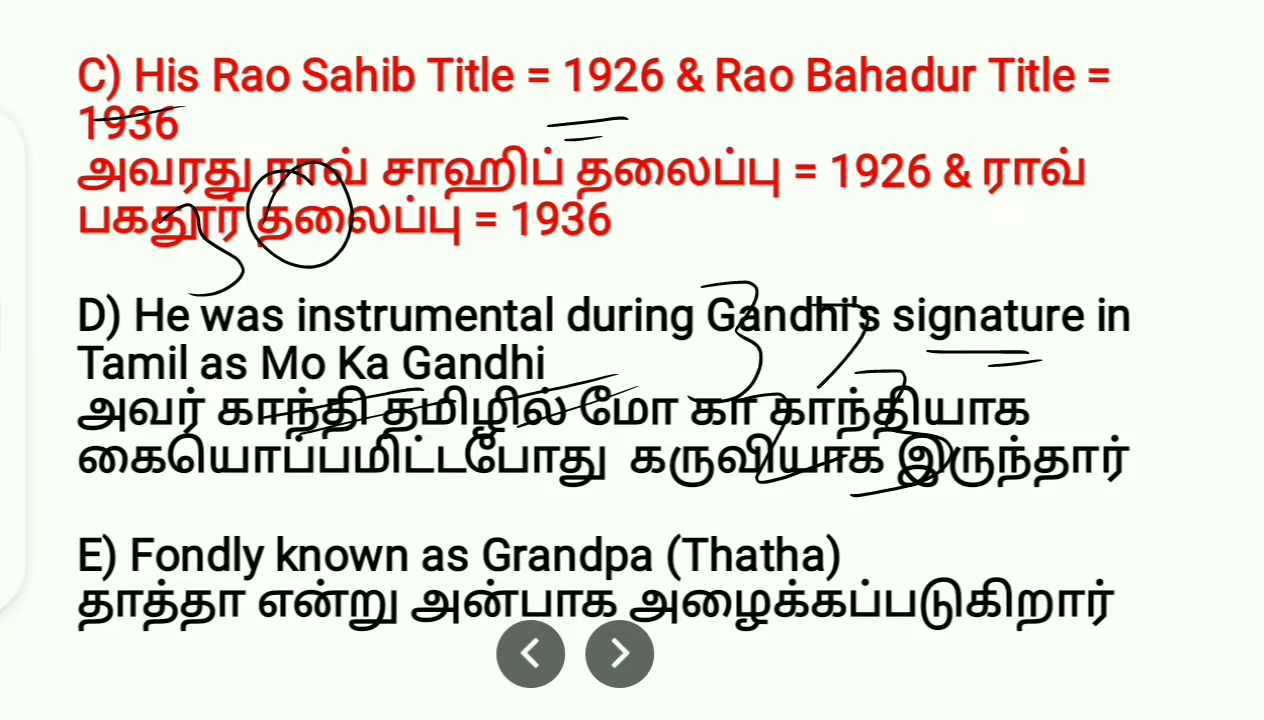 C) His Rao Sahib Title = 1926 & Rao Bahadur Title =
1936
அவரது ராவ் சாஹிப் தலைப்பு = 1926 & ராவ்
பகதூர் தலைப்பு = 1936
D) He was instrumental during Gandhi's signature in
Tamil as Mo Ka Gandhi
அவர் காந்தி தமிழில் மோ கா காந்தியாக
கையொப்பமிட்டபோது கருவியாக இருந்தார்
E) Fondly known as Grandpa (Thatha)
தாத்தா என்று அன்பாக அழைக்கப்படுகிறார்